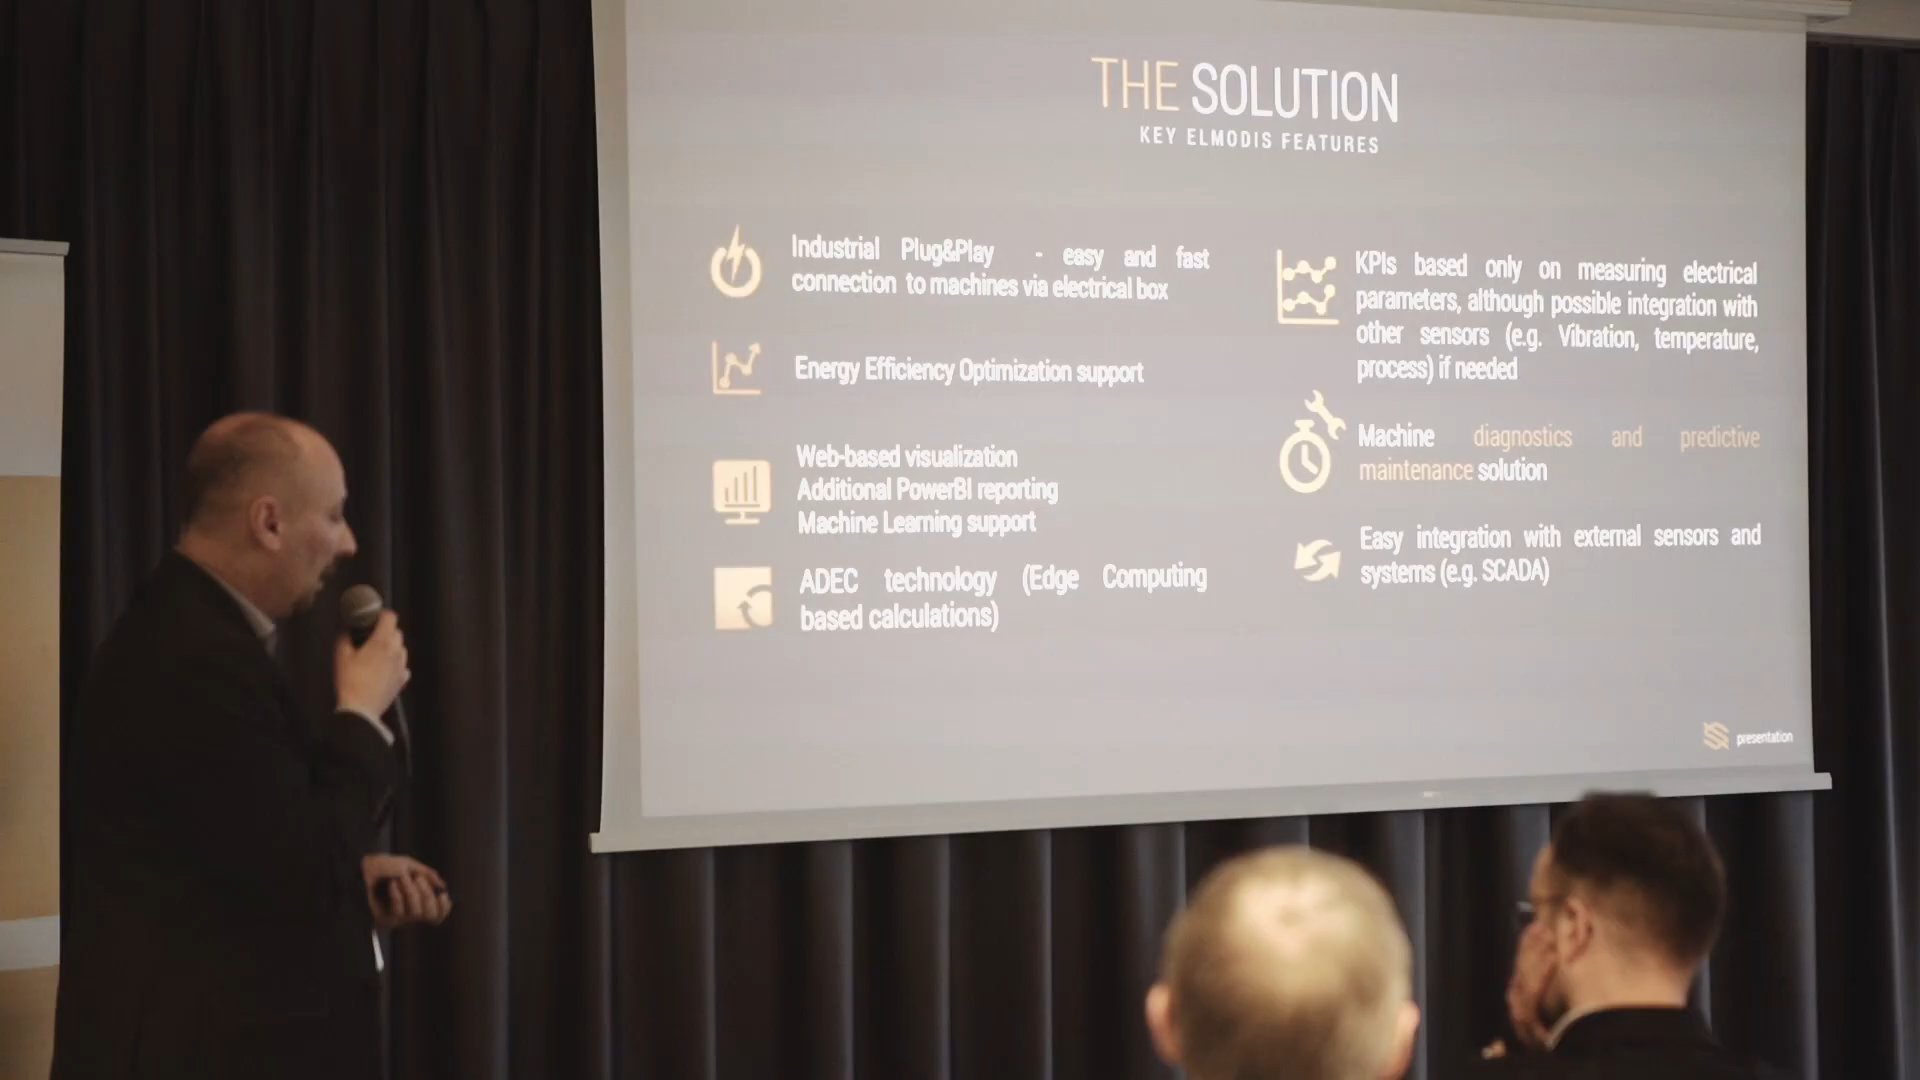 THE SOLUTION
KEY ELMODIS FEATURES
Industrial Plug&Play - easy and fast
connection to machines via electrical box
Energy Efficiency Optimization support
Web-based visualization
Additional PowerBI reporting
Machine Learning support
ADEC technology (Edge Computing
based calculations)
KPIs based only on measuring electrical
parameters, although possible integration with
other sensors (e.g. Vibration, temperature,
process) if needed
Machine diagnostics and predictive
maintenance solution
Easy integration with external sensors and
systems (e.g. SCADA)
presentation